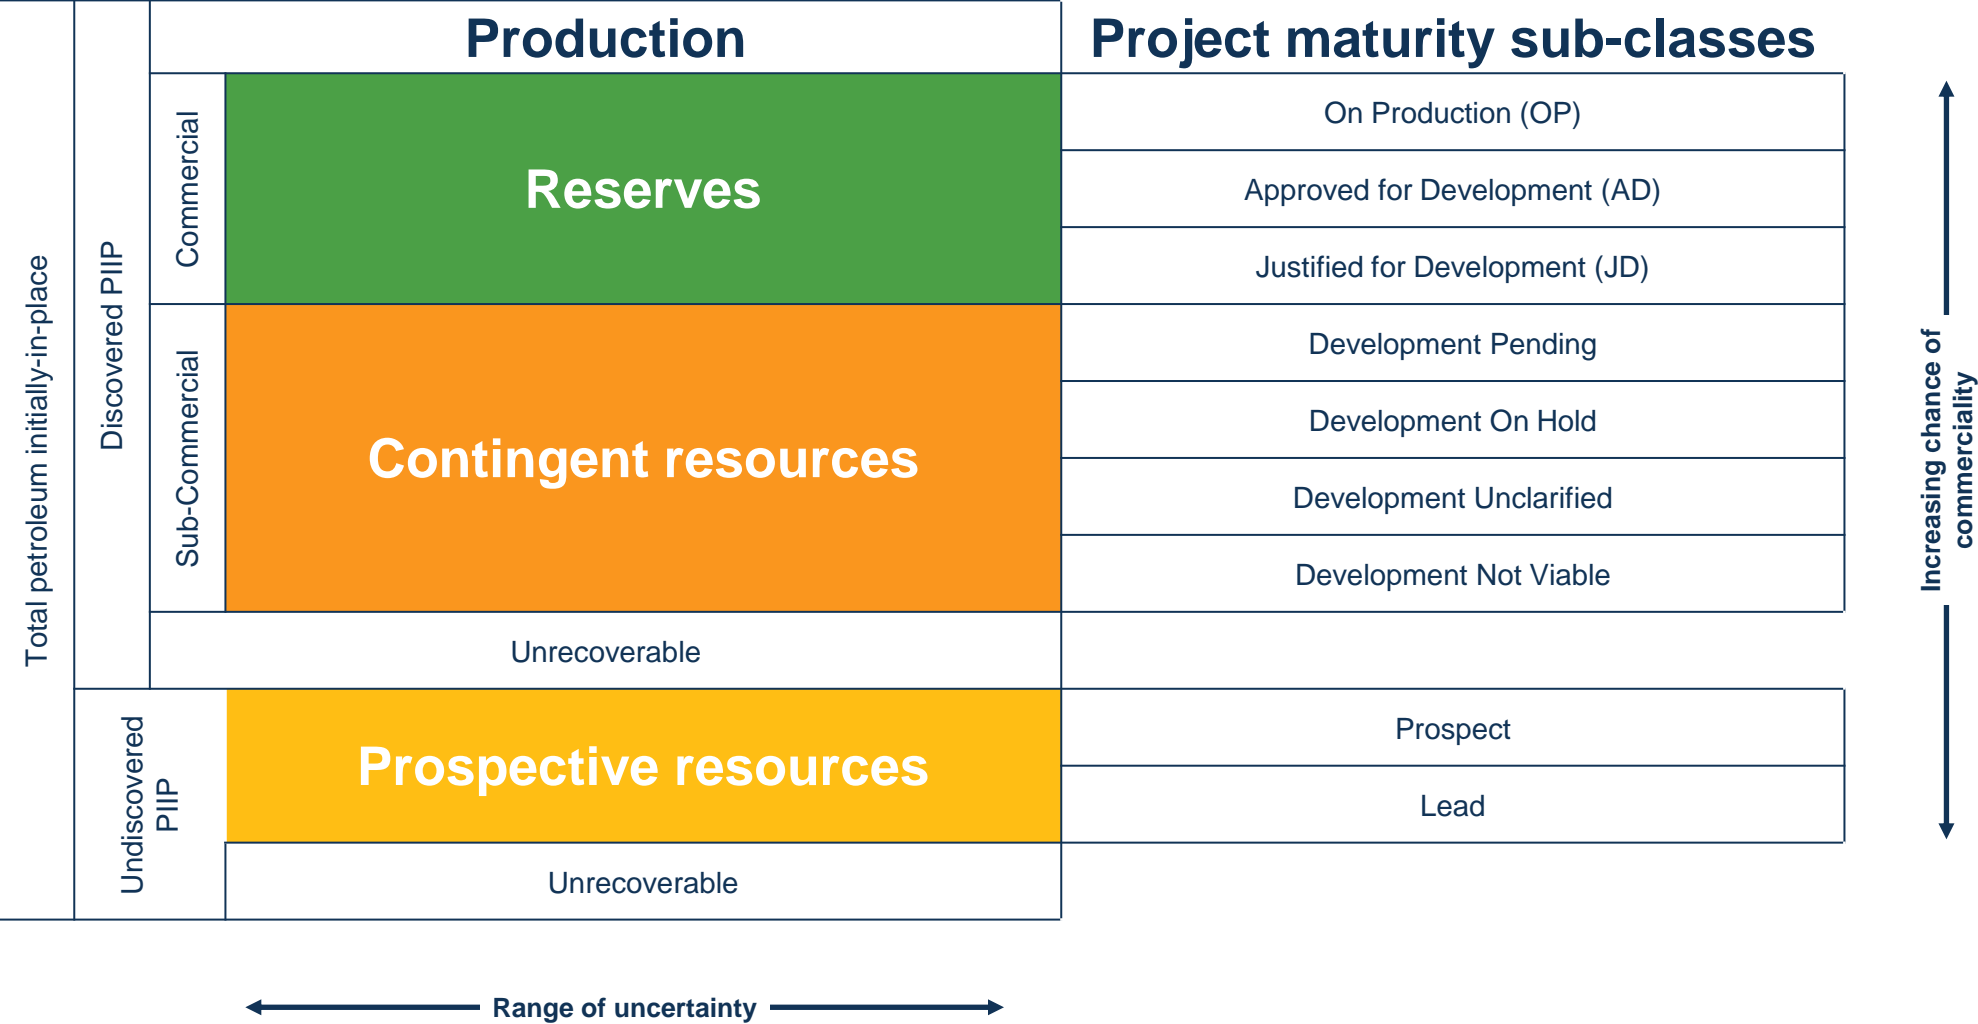 Production
Project maturity sub-classes
Total petroleum initially-in-place
Discovered PIIP
Commercial
Reserves
On Production (OP)
Approved for Development (AD)
Justified for Development (JD)
Sub-Commercial
Contingent resources
Development Pending
Development On Hold
Development Unclarified
Development Not Viable
Unrecoverable
Undiscovered
PIIP
Prospective resources
Prospect
Lead
Unrecoverable
Increasing chance of
commerciality
Range of uncertainty